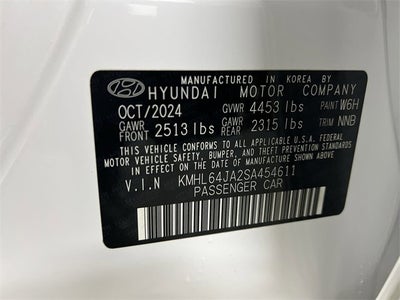 MANUFACTURED IN KOREA BY
HYUNDAI MOTOR COMPANY
OCT/2024 GVWR 4453 lbs PAINT W6H
GAWR FRONT 2513 lbs GAWR REAR 2315 lbs TRIM NNB
THIS VEHICLE CONFORMS TO ALL APPLICABLE U.S.A. FEDERAL
MOTOR VEHICLE SAFETY, BUMPER, AND THEFT PREVENTION
STANDARDS IN EFFECT ON THE DATE OF MANUFACTURE SHOWN ABOVE.
V.I.N KMHL64JA2SA454611
PASSENGER CAR